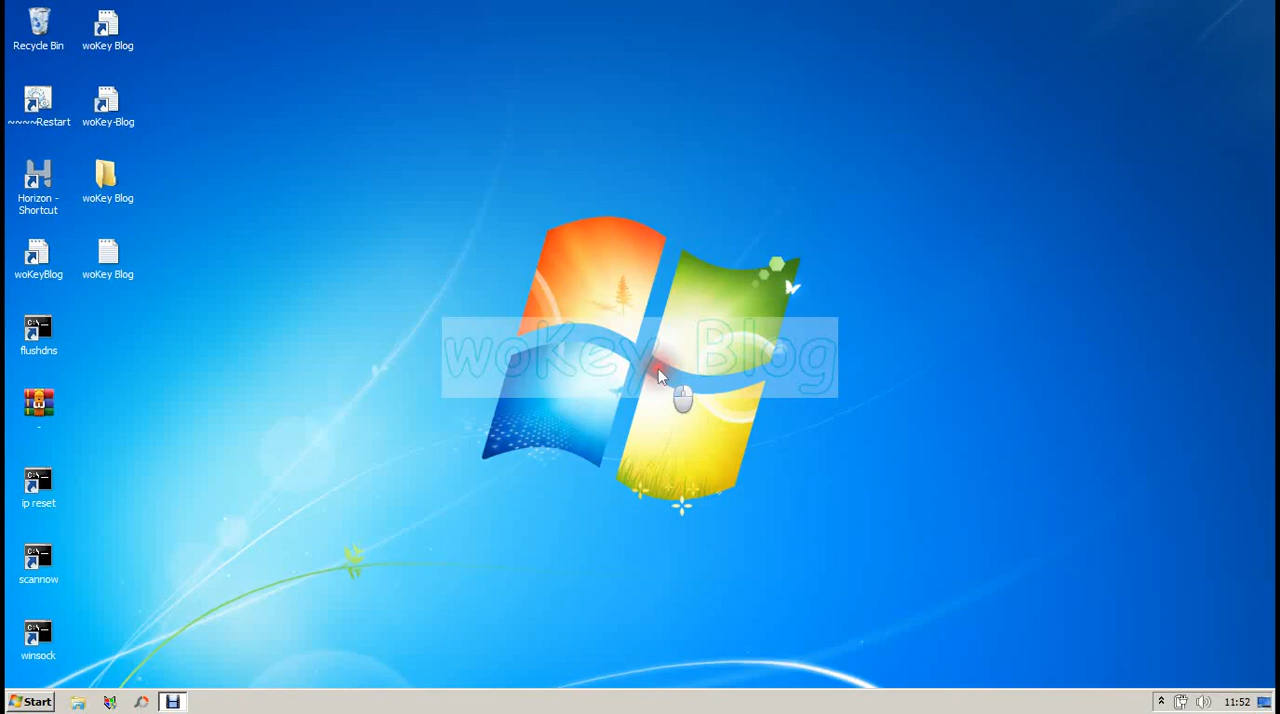 Recycle Bin
woKey Blog
~~~~Restart
woKey-Blog
Horizon -
Shortcut
woKey Blog
woKeyBlog
woKey Blog
flushdns
-
ip reset
scannow
winsock
woKey Blog
Start
11:52